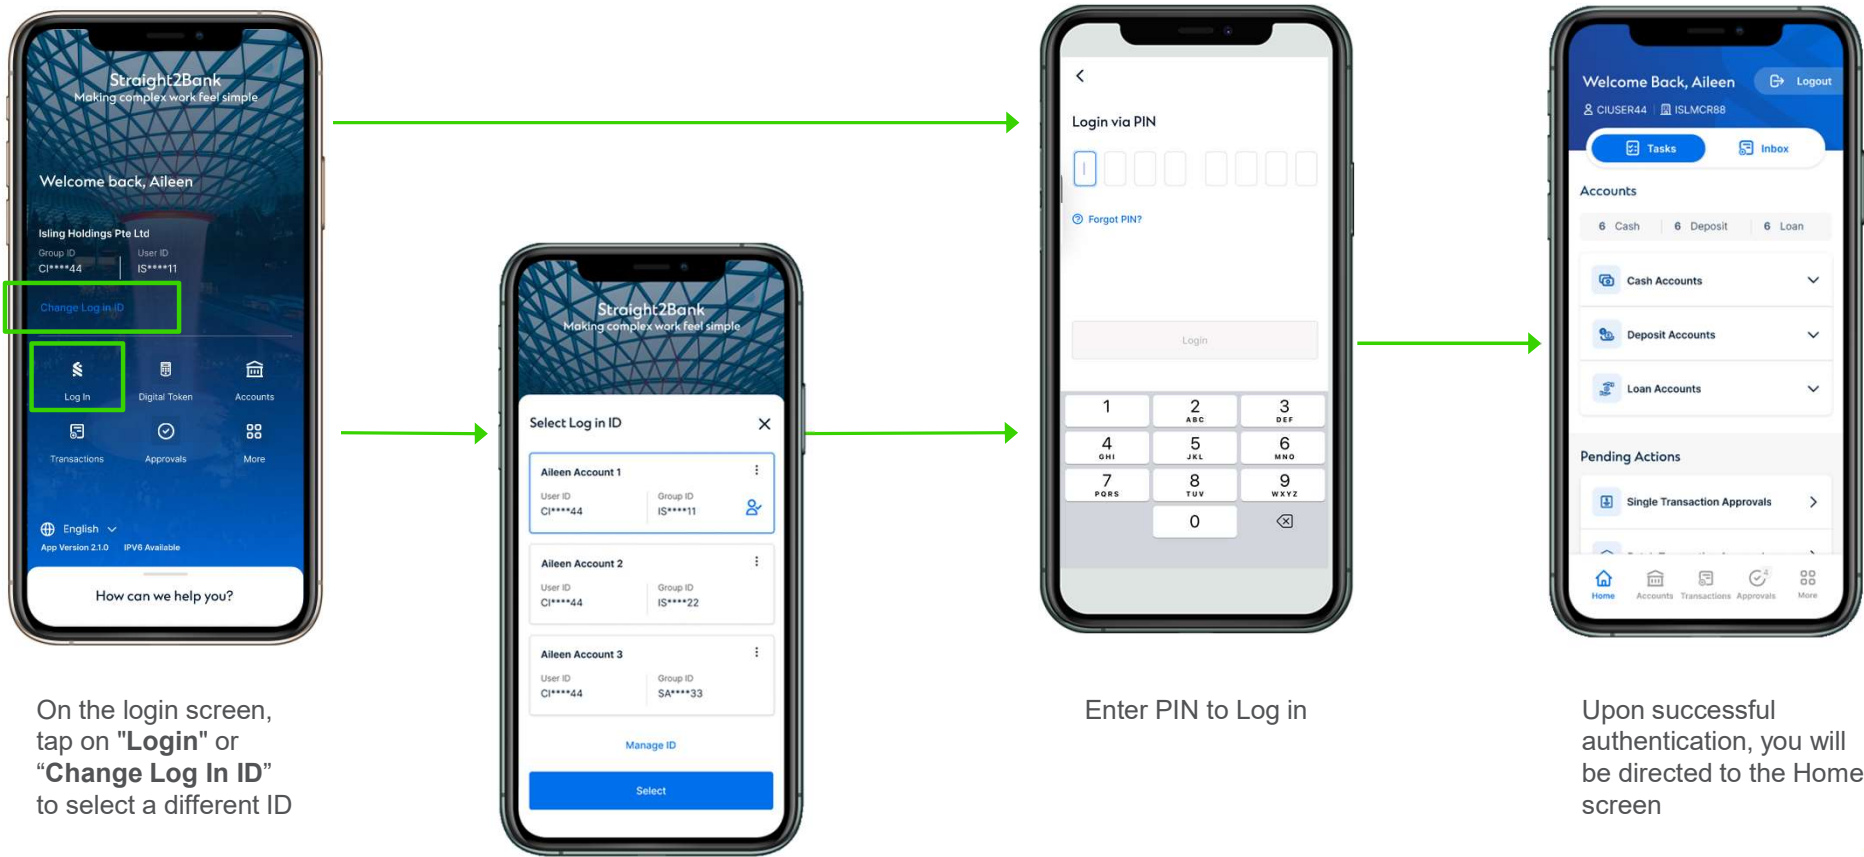 Straight2Bank
Making complex work feel simple
Welcome back, Aileen
Isling Holdings Pte Ltd
Group ID User ID
CI****44 IS****11
Change Log in ID
Log In Digital Token Accounts
Transactions Approvals More
English
App Version 2.1.0 IPV6 Available
How can we help you?
On the login screen,
tap on "Login" or
“Change Log In ID”
to select a different ID
Straight2Bank
Making complex work feel simple
Select Log in ID
Aileen Account 1
User ID Group ID
CI****44 IS****11
Aileen Account 2
User ID Group ID
CI****44 IS****22
Aileen Account 3
User ID Group ID
CI****44 SA****33
Manage ID
Select
Login via PIN
Forgot PIN?
Login
1 2 3
ABC DEF
4 5 6
GHI JKL MNO
7 8 9
PQRS TUV WXYZ
0
Enter PIN to Log in
Welcome Back, Aileen Logout
CIUSER44 ISLMCR88
Tasks Inbox
Accounts
6 Cash 6 Deposit 6 Loan
Cash Accounts
Deposit Accounts
Loan Accounts
Pending Actions
Single Transaction Approvals
4
Home Accounts Transactions Approvals More
Upon successful
authentication, you will
be directed to the Home
screen